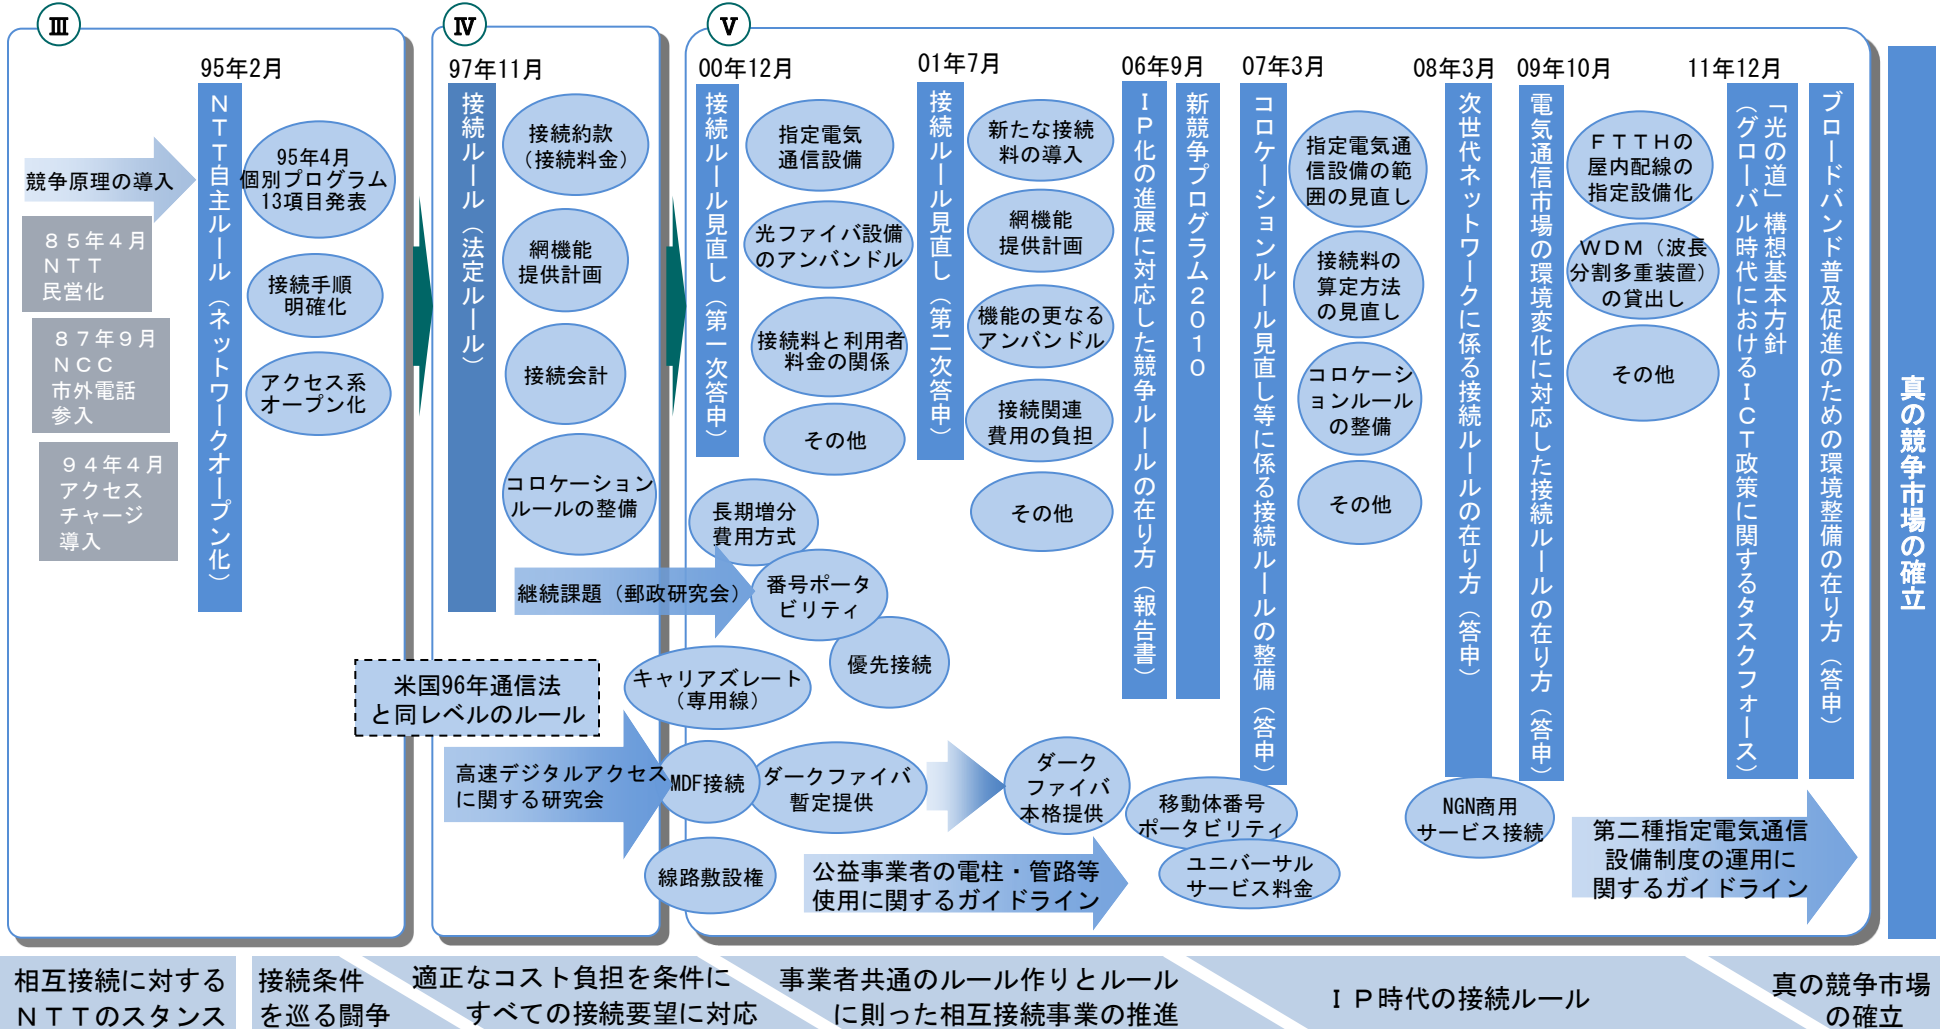 Ⅲ
95年2月
ＮＴＴ自主ルール（ネットワークオープン化）
競争原理の導入
８５年４月
ＮＴＴ
民営化
８７年９月
ＮＣＣ
市外電話
参入
９４年４月
アクセス
チャージ
導入
95年4月
個別プログラム
13項目発表
接続手順
明確化
アクセス系
オープン化
Ⅳ
97年11月
接続ルール（法定ルール）
接続約款
（接続料金）
網機能
提供計画
接続会計
コロケーション
ルールの整備
継続課題（郵政研究会）
米国96年通信法
と同レベルのルール
高速デジタルアクセス
に関する研究会
Ⅴ
00年12月
接続ルール見直し（第一次答申）
指定電気
通信設備
光ファイバ設備
のアンバンドル
接続料と利用者
料金の関係
その他
長期増分
費用方式
番号ポータ
ビリティ
優先接続
キャリアズレート
（専用線）
MDF接続
ダークファイバ
暫定提供
線路敷設権
01年7月
接続ルール見直し（第二次答申）
新たな接続
料の導入
網機能
提供計画
機能の更なる
アンバンドル
接続関連
費用の負担
その他
ダーク
ファイバ
本格提供
公益事業者の電柱・管路等
使用に関するガイドライン
06年9月
ＩＰ化の進展に対応した競争ルールの在り方（報告書）
新競争プログラム２０１０
移動体番号
ポータビリティ
ユニバーサル
サービス料金
07年3月
コロケーションルール見直し等に係る接続ルールの整備（答申）
指定電気通
信設備の範
囲の見直し
接続料の
算定方法
の見直し
コロケーシ
ョンルール
の整備
その他
08年3月
次世代ネットワークに係る接続ルールの在り方（答申）
NGN商用
サービス接続
09年10月
電気通信市場の環境変化に対応した接続ルールの在り方（答申）
ＦＴＴＨの
屋内配線の
指定設備化
ＷＤＭ（波長
分割多重装置）
の貸出し
その他
11年12月
「光の道」構想基本方針
（グローバル時代におけるＩＣＴ政策に関するタスクフォース）
ブロードバンド普及促進のための環境整備の在り方（答申）
第二種指定電気通信
設備制度の運用に
関するガイドライン
真の競争市場の確立
相互接続に対する
ＮＴＴのスタンス
接続条件
を巡る闘争
適正なコスト負担を条件に
すべての接続要望に対応
事業者共通のルール作りとルール
に則った相互接続事業の推進
ＩＰ時代の接続ルール
真の競争市場
の確立